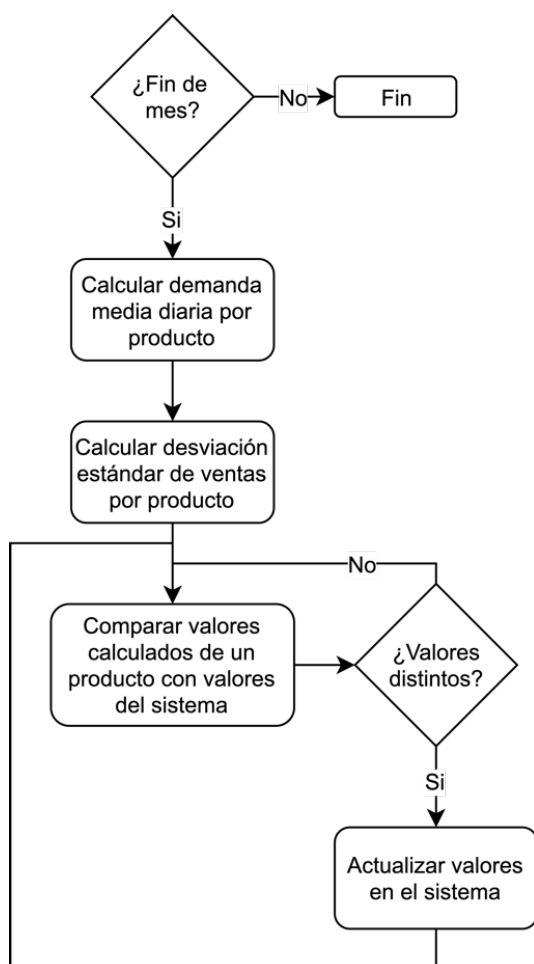 ¿Fin de
mes?
No
Fin
Si
Calcular demanda
media diaria por
producto
Calcular desviación
estándar de ventas
por producto
No
Comparar valores
calculados de un
producto con valores
del sistema
¿Valores
distintos?
Si
Actualizar valores
en el sistema